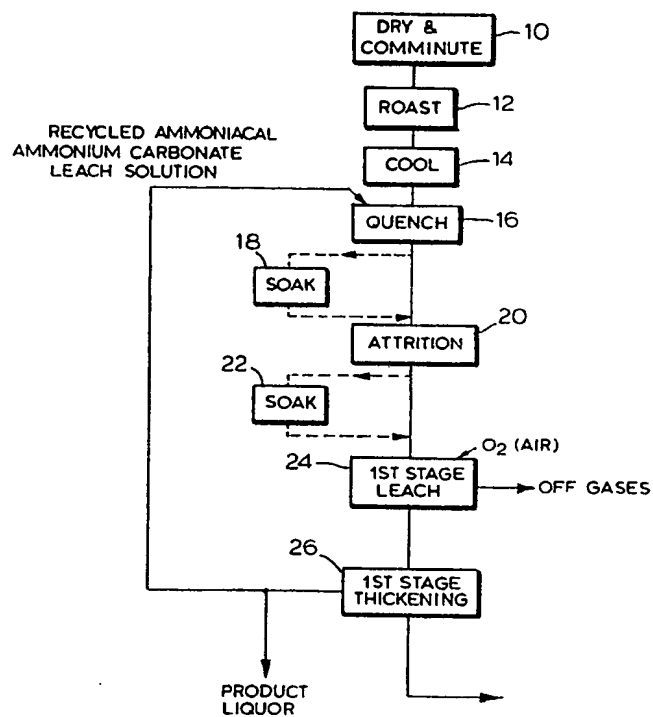 DRY &
COMMINUTE
10
ROAST
12
RECYCLED AMMONIACAL
AMMONIUM CARBONATE
LEACH SOLUTION
COOL
14
QUENCH
16
18
SOAK
20
ATTRITION
22
SOAK
O2 (AIR)
24
1ST STAGE
LEACH
OFF GASES
26
1ST STAGE
THICKENING
PRODUCT
LIQUOR